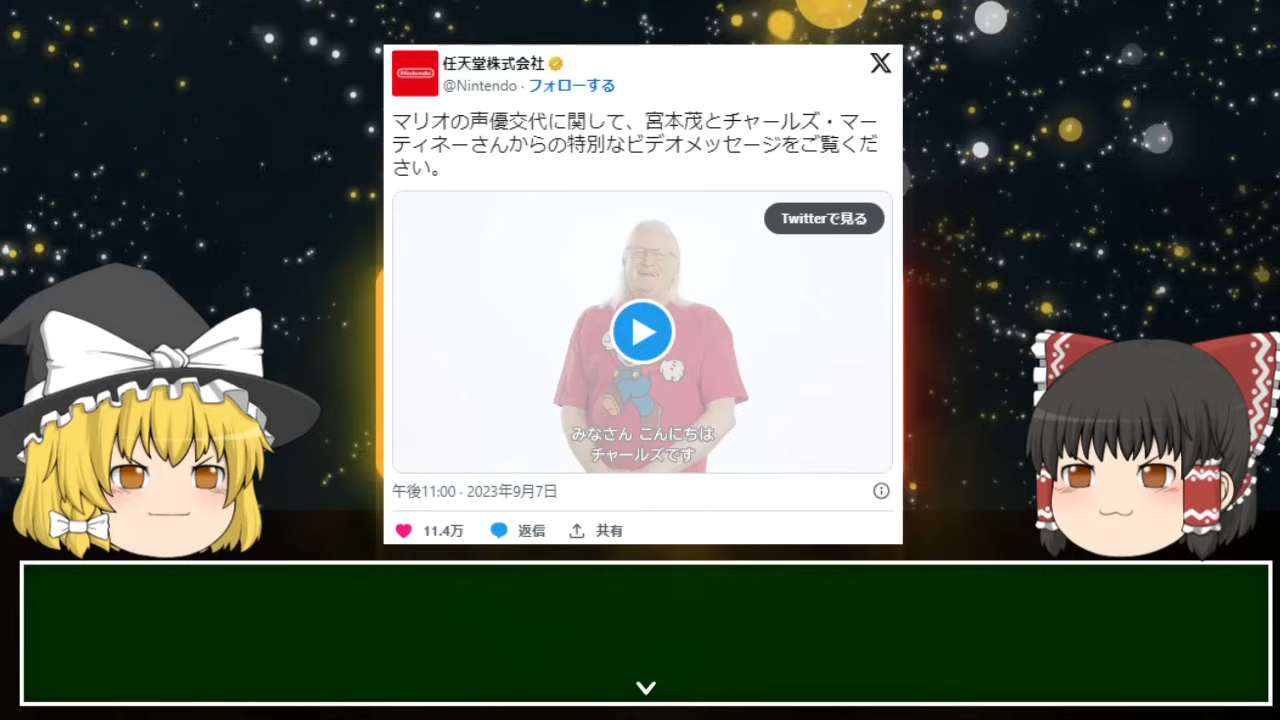 Nintendo
任天堂株式会社
@Nintendo · フォローする
マリオの声優交代に関して、宮本茂とチャールズ・マー
ティネーさんからの特別なビデオメッセージをご覧くだ
さい。
Twitterで見る
みなさん こんにちは
チャールズです
午後11:00 · 2023年9月7日
11.4万 返信 共有